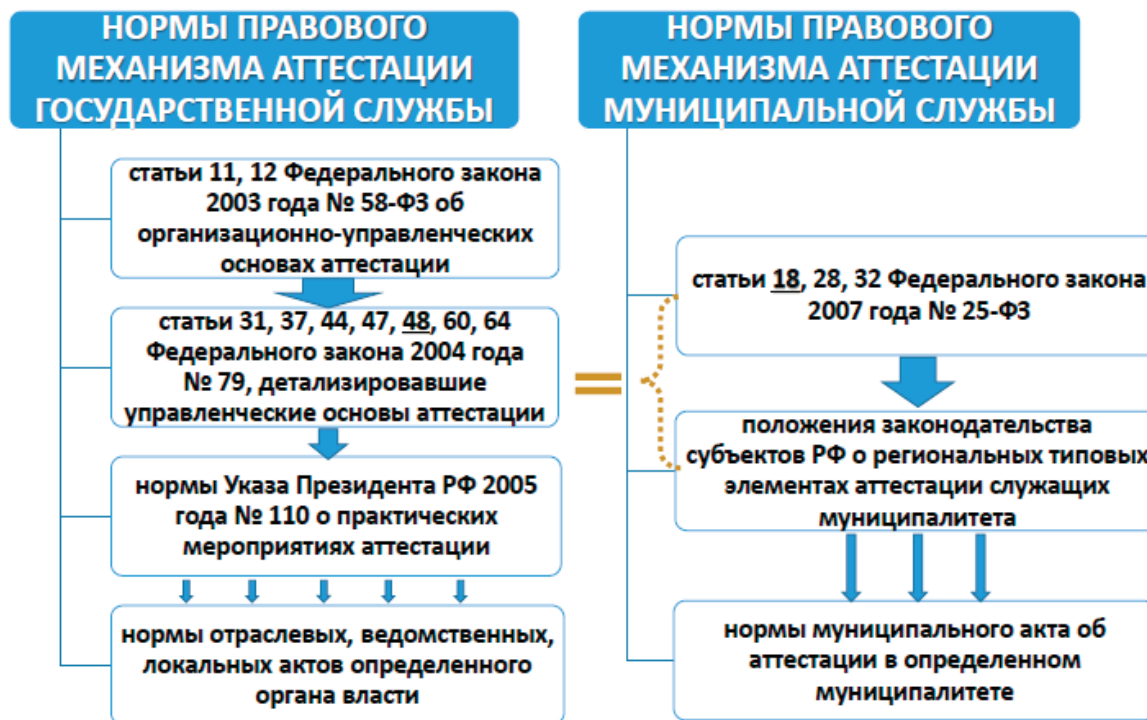 НОРМЫ ПРАВОВОГО
МЕХАНИЗМА АТТЕСТАЦИИ
ГОСУДАРСТВЕННОЙ СЛУЖБЫ
статьи 11, 12 Федерального закона
2003 года № 58-ФЗ об
организационно-управленческих
основах аттестации
статьи 31, 37, 44, 47, 48, 60, 64
Федерального закона 2004 года
№ 79, детализировавшие
управленческие основы аттестации
нормы Указа Президента РФ 2005
года № 110 о практических
мероприятиях аттестации
нормы отраслевых, ведомственных,
локальных актов определенного
органа власти
=
НОРМЫ ПРАВОВОГО
МЕХАНИЗМА АТТЕСТАЦИИ
МУНИЦИПАЛЬНОЙ СЛУЖБЫ
статьи 18, 28, 32 Федерального закона
2007 года № 25-ФЗ
положения законодательства
субъектов РФ о региональных типовых
элементах аттестации служащих
муниципалитета
нормы муниципального акта об
аттестации в определенном
муниципалитете